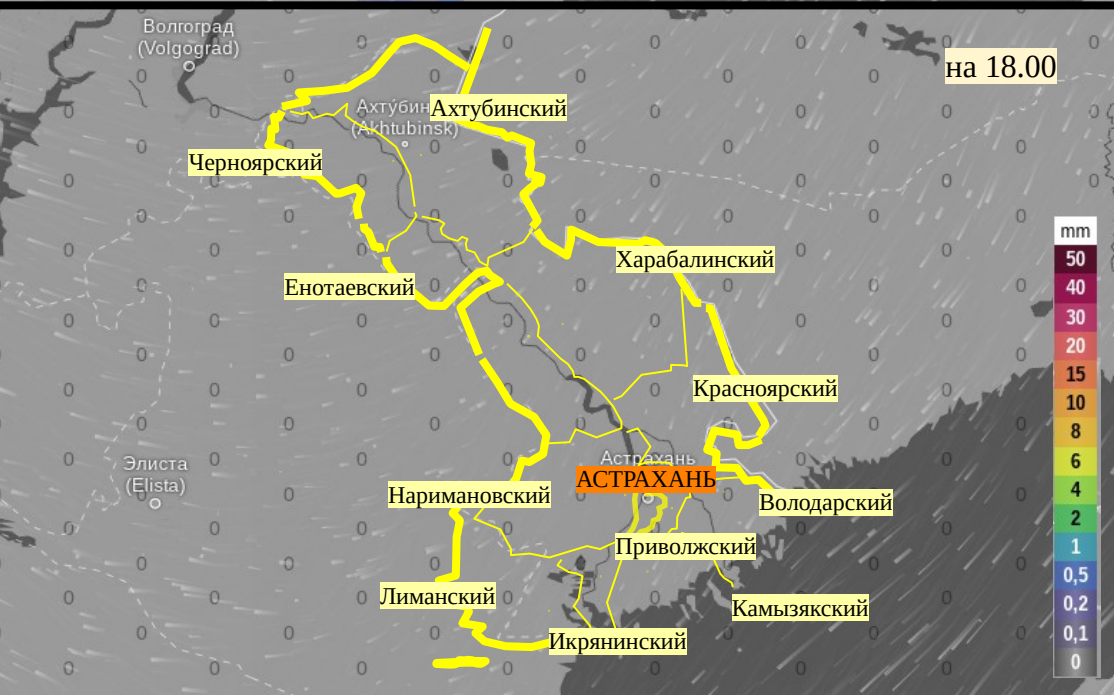 Волгоград
(Volgograd)
на 18.00
Ахтубин
(Akhtubinsk)
Ахтубинский
Черноярский
Харабалинский
Енотаевский
mm
50
40
30
20
15
10
8
6
4
2
1
0,5
0,2
0,1
0
Красноярский
Элиста
(Elista)
Астрахань
АСТРАХАНЬ
Наримановский
Володарский
Приволжский
Лиманский
Камызякский
Икрянинский